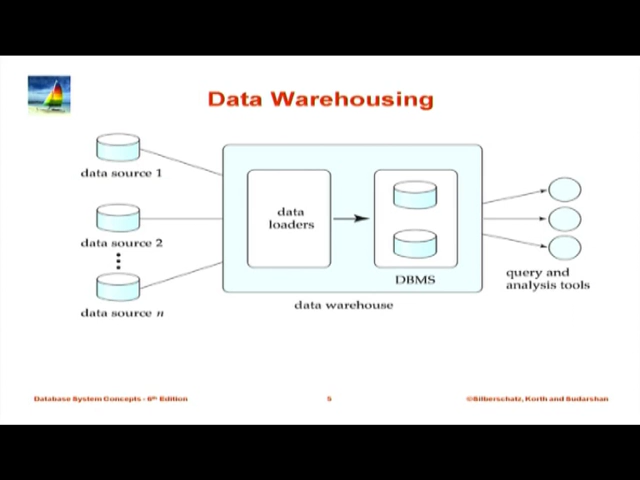 Data Warehousing
data source 1
data source 2
data source n
data
loaders
DBMS
data warehouse
query and
analysis tools
Database System Concepts - 6th Edition
5
©Silberschatz, Korth and Sudarshan